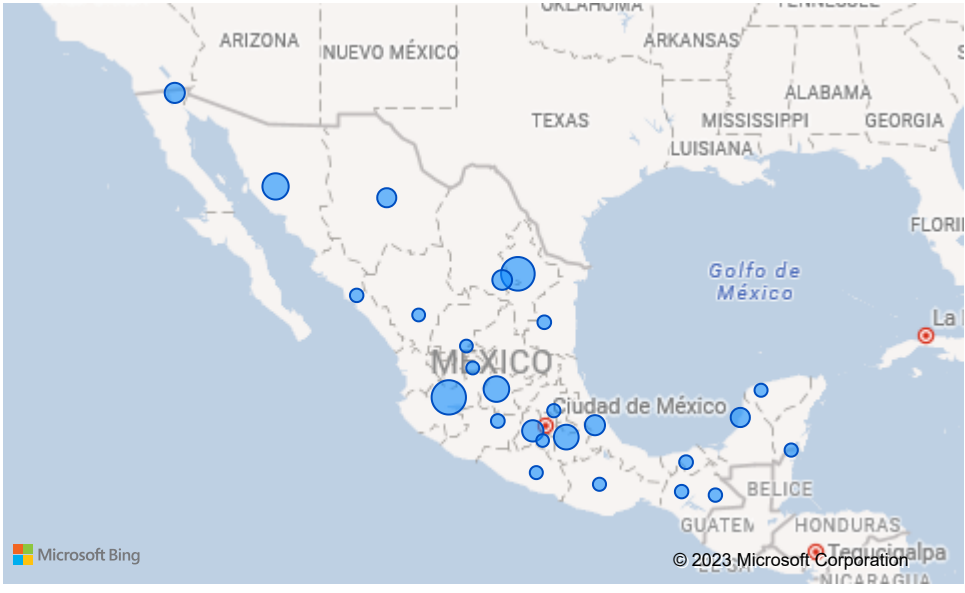 OKLAHOMA
TENNESSEE
ARIZONA
NUEVO MÉXICO
ARKANSAS
ALABAMA
TEXAS
MISSISSIPPI
GEORGIA
LUISIANA
FLORI
Golfo de
México
La
MÉXICO
Ciudad de México
BELICE
GUATEM
HONDURAS
Microsoft Bing
Tegucigalpa
© 2023 Microsoft Corporation
NICARAGUA